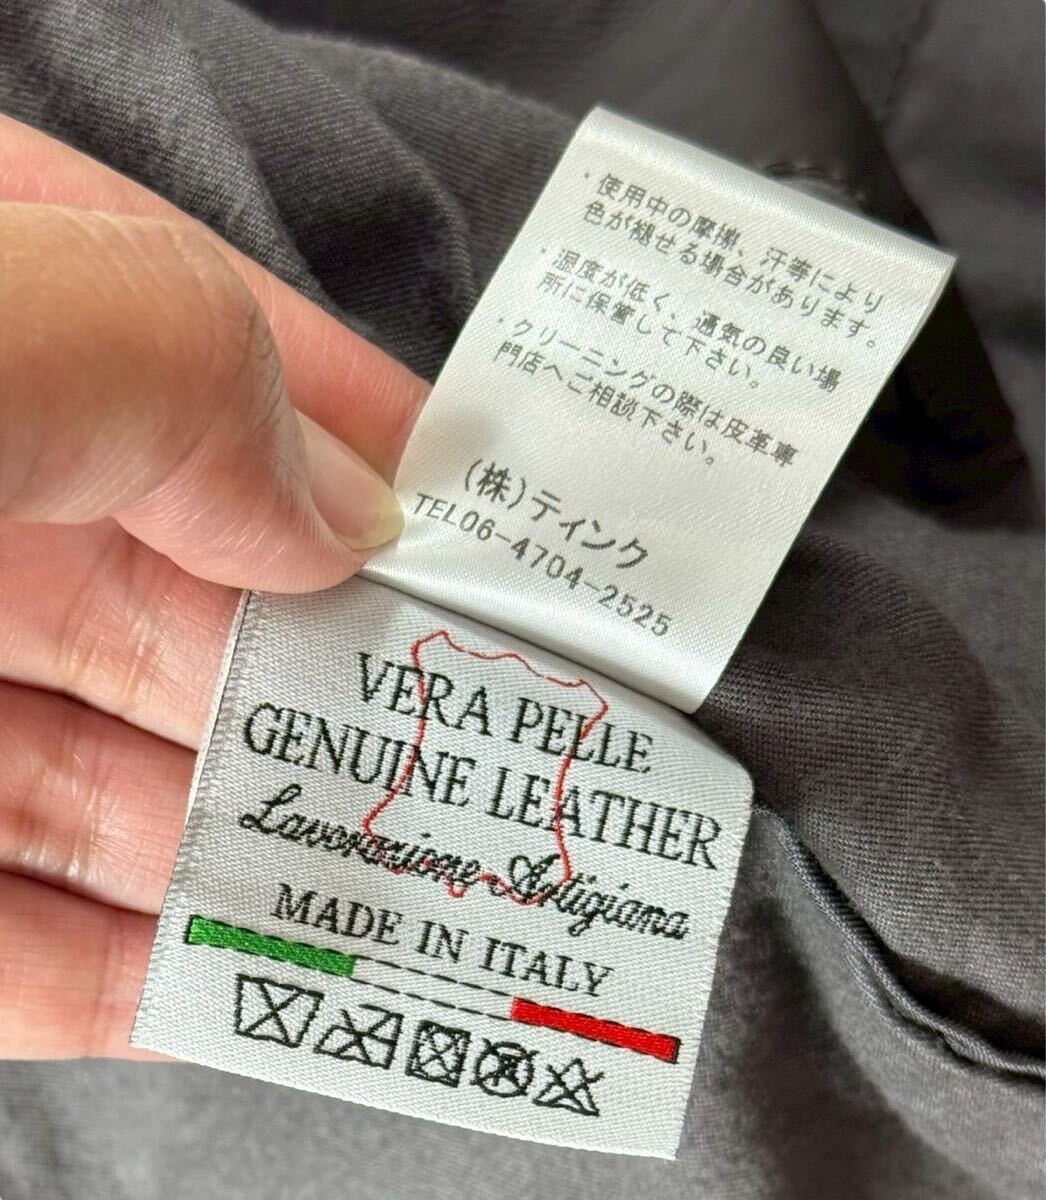 ・使用中の摩擦、汗等により
色が褪せる場合があります。
・湿度が低く、通気の良い場
所に保管して下さい。
・クリーニングの際は皮革専
門店へご相談下さい。
(株)ティンク
TEL06-4704-2525
VERA PELLE
GENUINE LEATHER
Lavorazione Artigiana
MADE IN ITALY